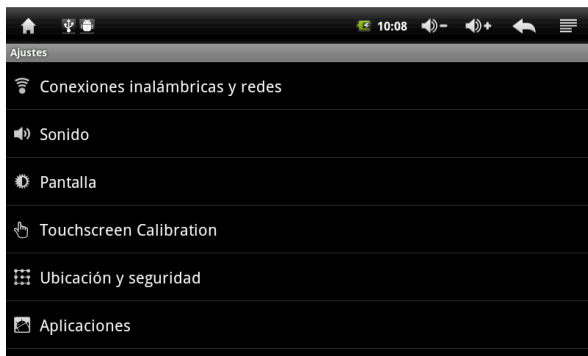 10:08
Ajustes
Conexiones inalámbricas y redes
Sonido
Pantalla
Touchscreen Calibration
Ubicación y seguridad
Aplicaciones